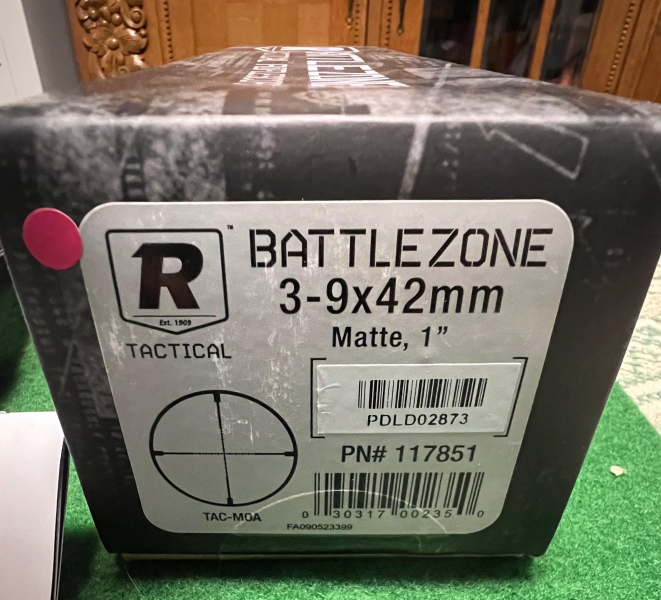 R
™
Est. 1909
TACTICAL
BATTLEZONE
3-9x42mm
Matte, 1”
PDLD02873
PN# 117851
0 30317 00235 0
TAC-MOA
FA090523399